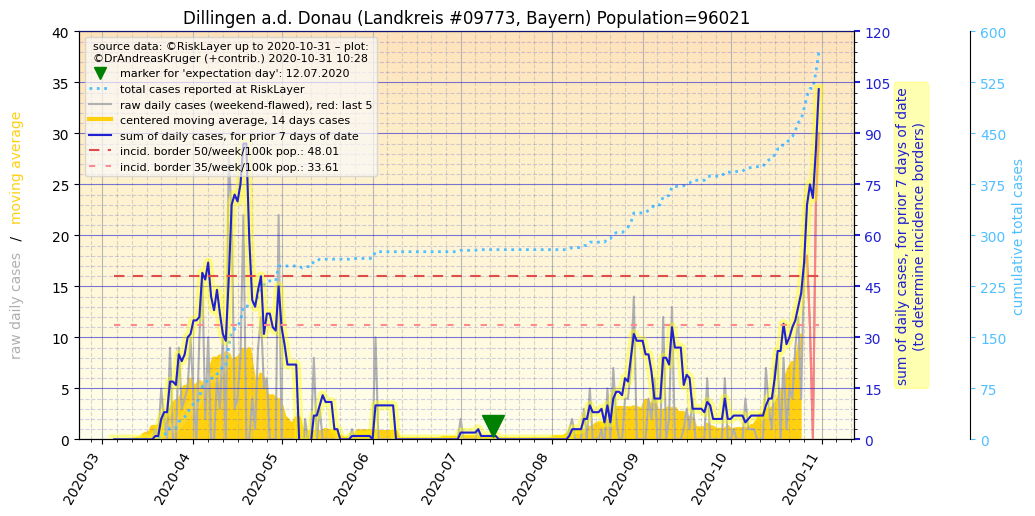 Dillingen a.d. Donau (Landkreis #09773, Bayern) Population=96021
source data: ©RiskLayer up to 2020-10-31 – plot:
©DrAndreasKruger (+contrib.) 2020-10-31 10:28
marker for 'expectation day': 12.07.2020
total cases reported at RiskLayer
raw daily cases (weekend-flawed), red: last 5
centered moving average, 14 days cases
sum of daily cases, for prior 7 days of date
incid. border 50/week/100k pop.: 48.01
incid. border 35/week/100k pop.: 33.61
raw daily cases / moving average
40
35
30
25
20
15
10
5
0
120
105
90
75
60
45
30
15
0
sum of daily cases, for prior 7 days of date
(to determine incidence borders)
600
525
450
375
300
225
150
75
0
cumulative total cases
2020-03
2020-04
2020-05
2020-06
2020-07
2020-08
2020-09
2020-10
2020-11